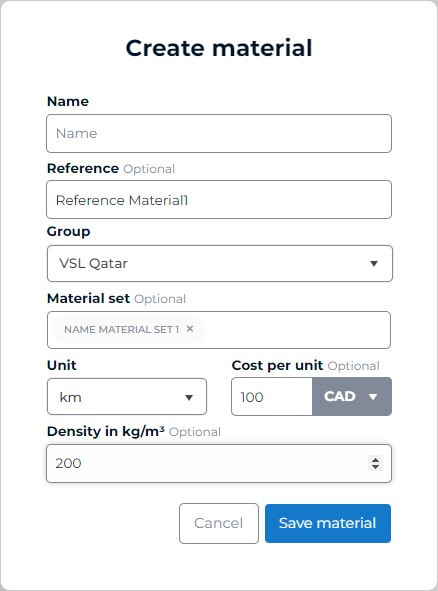 Create material
Name
Name
Reference Optional
Reference Material1
Group
VSL Qatar
Material set Optional
NAME MATERIAL SET 1 ×
Unit Cost per unit Optional
km 100 CAD
Density in kg/m³ Optional
200
Cancel Save material